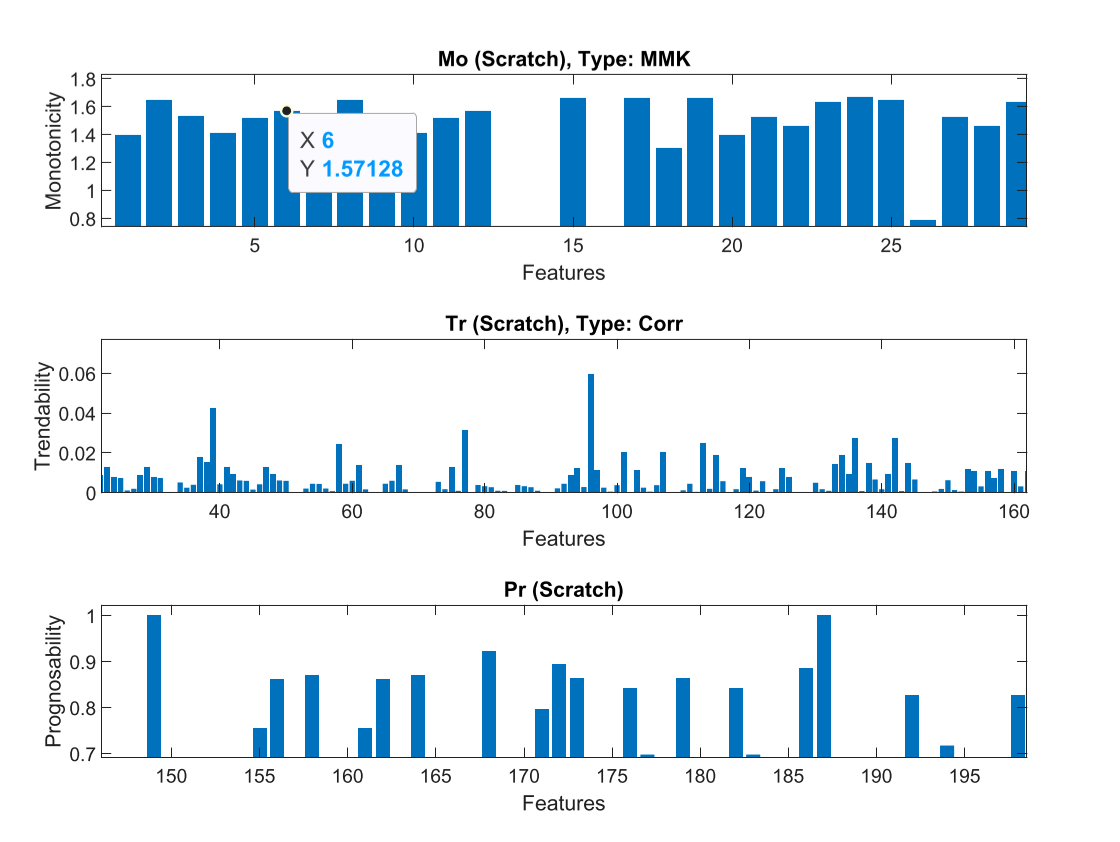 Mo (Scratch), Type: MMK
Monotonicity
1.8
1.6
1.4
1.2
1
0.8
X 6
Y 1.57128
5 10 15 20 25
Features
Tr (Scratch), Type: Corr
Trendability
0.06
0.04
0.02
0
40 60 80 100 120 140 160
Features
Pr (Scratch)
Prognosability
1
0.9
0.8
0.7
150 155 160 165 170 175 180 185 190 195
Features